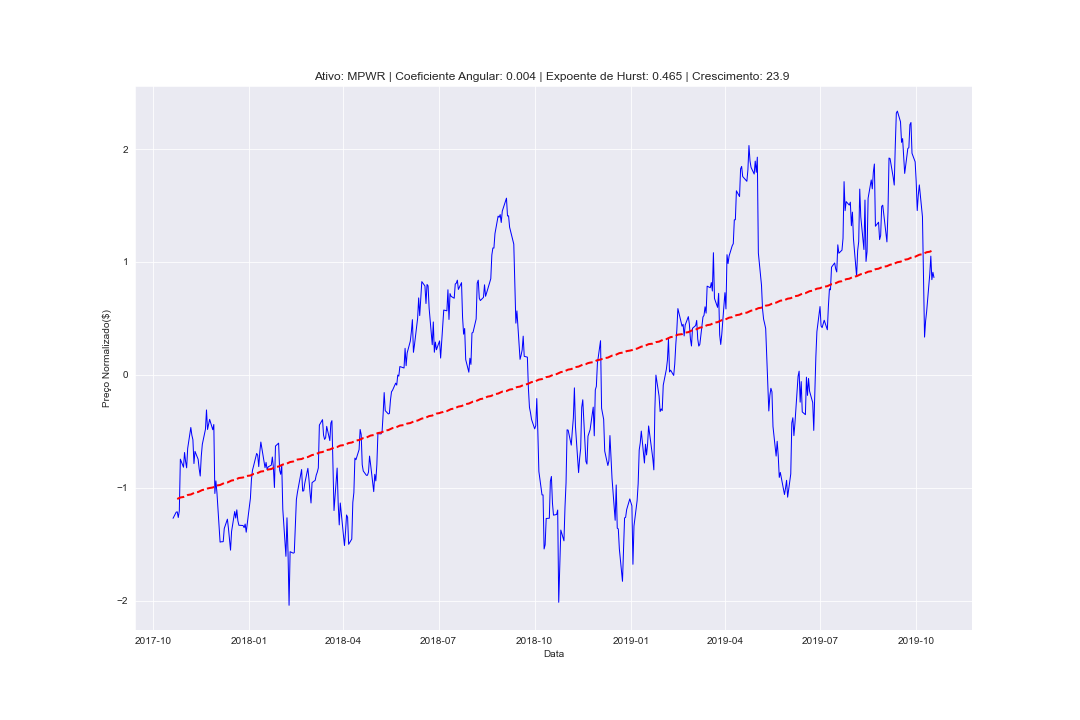 Ativo: MPWR | Coeficiente Angular: 0.004 | Expoente de Hurst: 0.465 | Crescimento: 23.9
Preço Normalizado($)
2
1
0
−1
−2
2017-10 2018-01 2018-04 2018-07 2018-10 2019-01 2019-04 2019-07 2019-10
Data